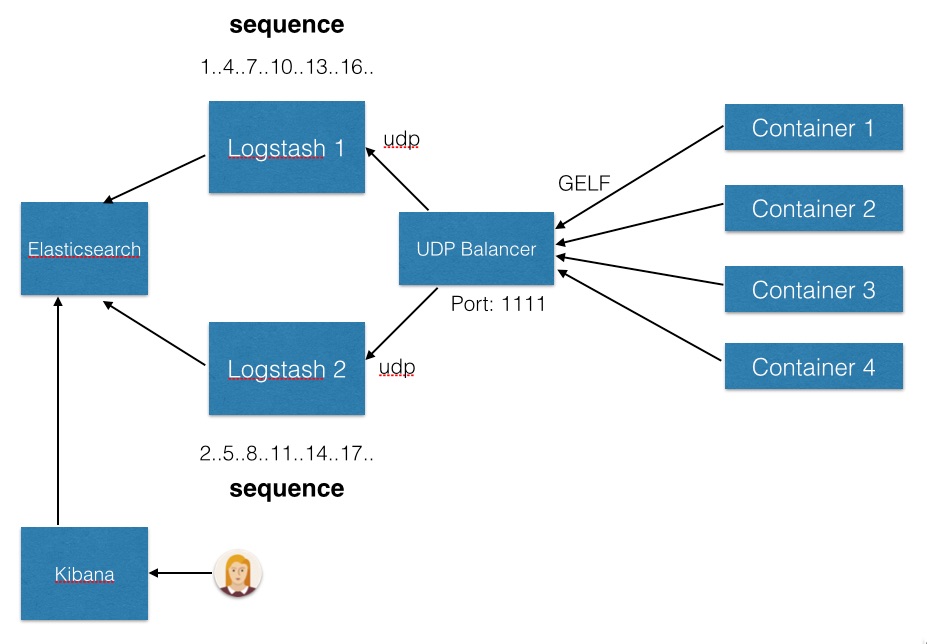 sequence
1..4..7..10..13..16..
Logstash 1
udp
Container 1
GELF
Container 2
Elasticsearch
UDP Balancer
Container 3
Port: 1111
Logstash 2
udp
Container 4
2..5..8..11..14..17..
sequence
Kibana